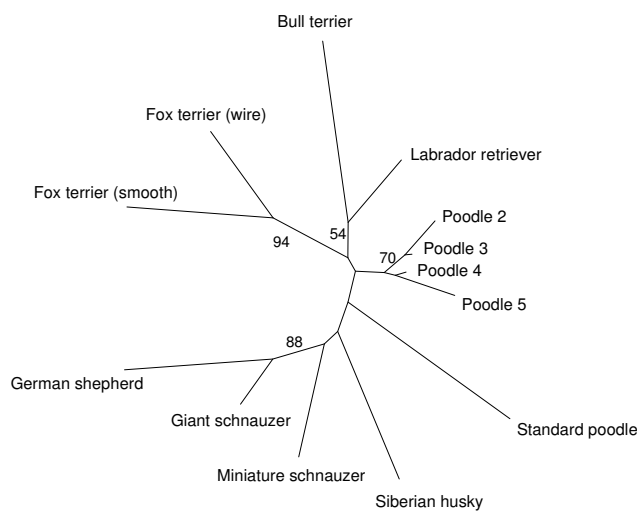 Bull terrier
Fox terrier (wire)
Labrador retriever
Fox terrier (smooth)
Poodle 2
54
94
Poodle 3
70
Poodle 4
Poodle 5
88
German shepherd
Giant schnauzer
Standard poodle
Miniature schnauzer
Siberian husky